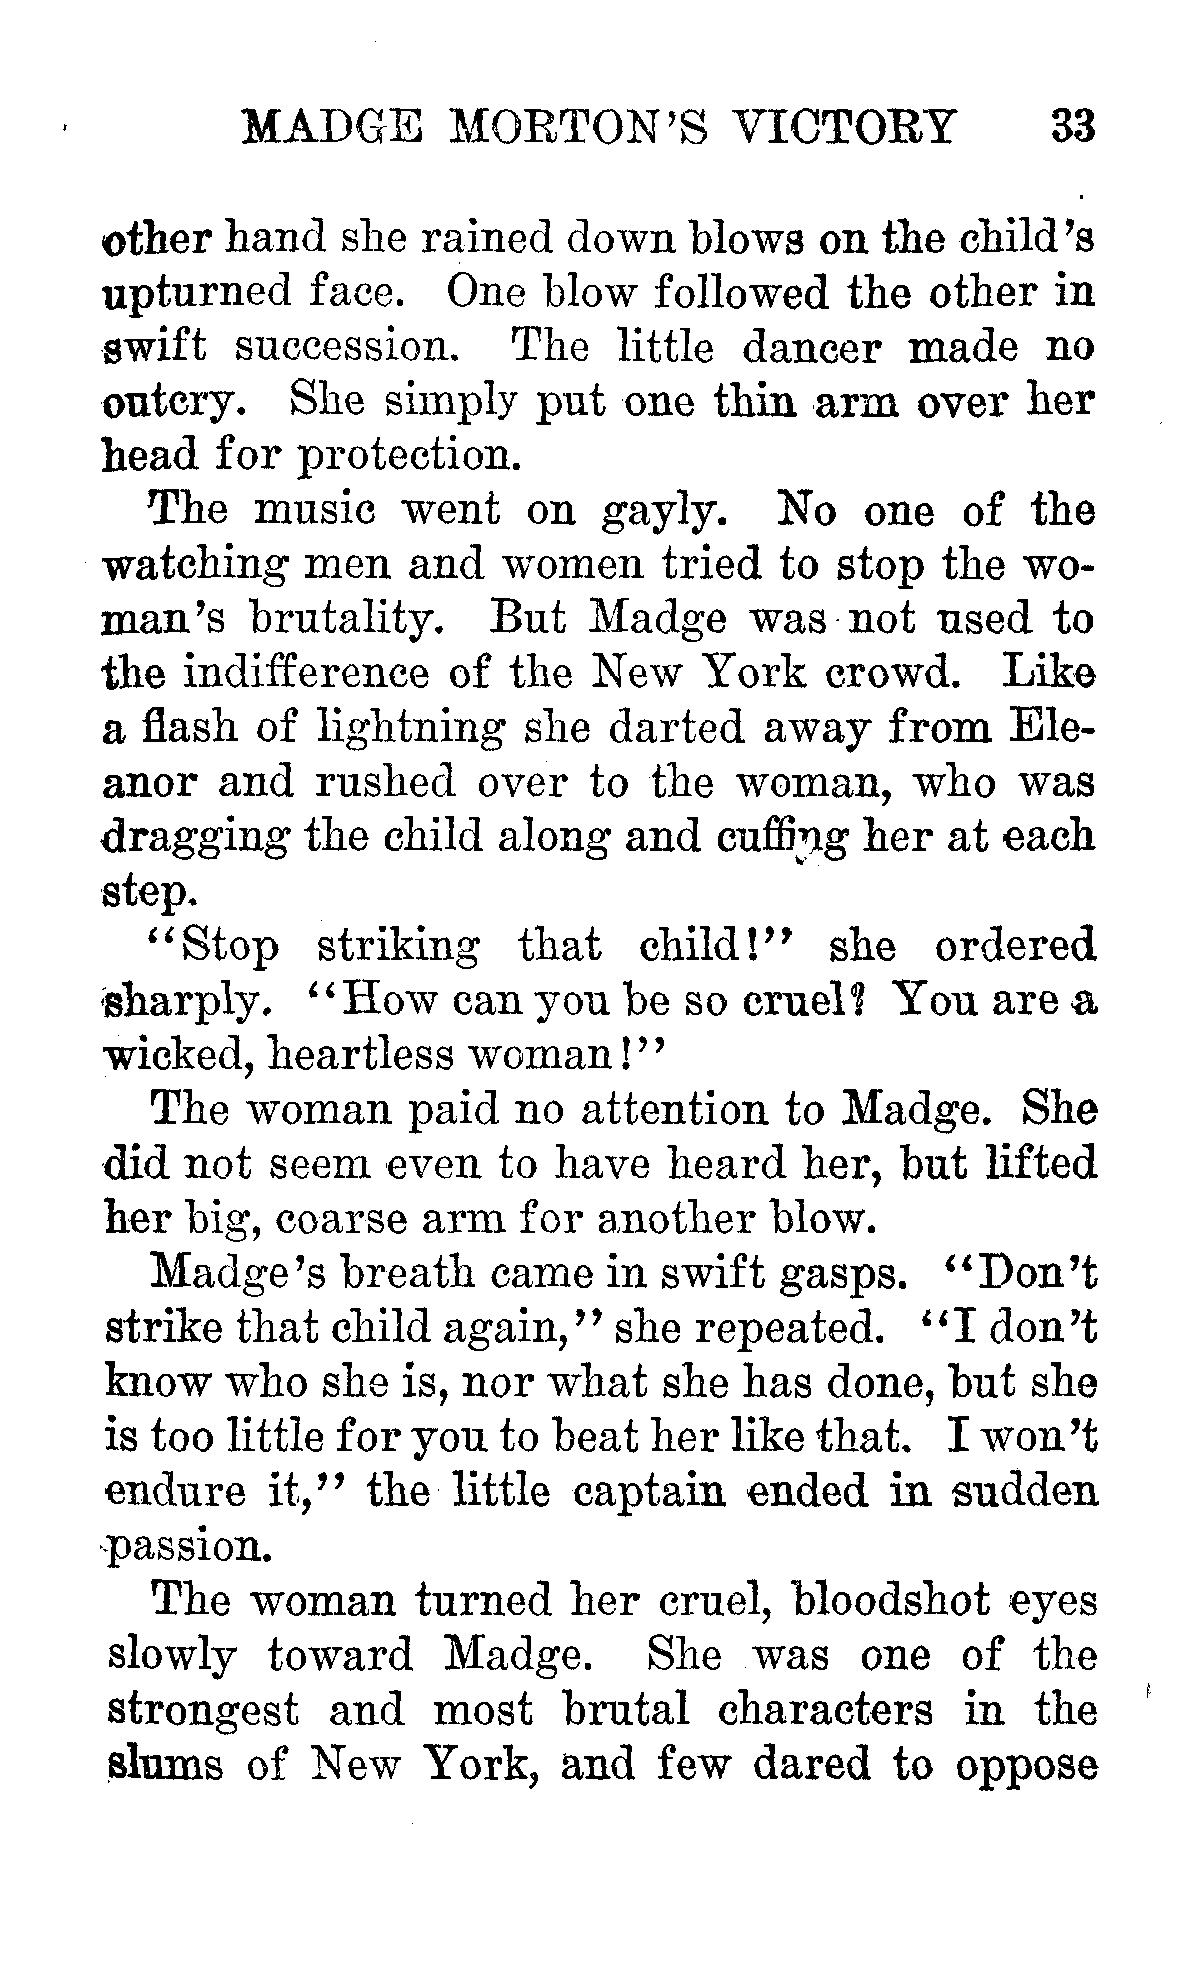 MADGE MORTON'S VICTORY 33
other hand she rained down blows on the child's
upturned face. One blow followed the other in
swift succession. The little dancer made no
outcry. She simply put one thin arm over her
head for protection.
The music went on gayly. No one of the
watching men and women tried to stop the wo-
man's brutality. But Madge was not used to
the indifference of the New York crowd. Like
a flash of lightning she darted away from Ele-
anor and rushed over to the woman, who was
dragging the child along and cuffing her at each
step.
"Stop striking that child!" she ordered
sharply. "How can you be so cruel? You are a
wicked, heartless woman!"
The woman paid no attention to Madge. She
did not seem even to have heard her, but lifted
her big, coarse arm for another blow.
Madge's breath came in swift gasps. "Don't
strike that child again," she repeated. "I don't
know who she is, nor what she has done, but she
is too little for you to beat her like that. I won't
endure it," the little captain ended in sudden
passion.
The woman turned her cruel, bloodshot eyes
slowly toward Madge. She was one of the
strongest and most brutal characters in the
slums of New York, and few dared to oppose